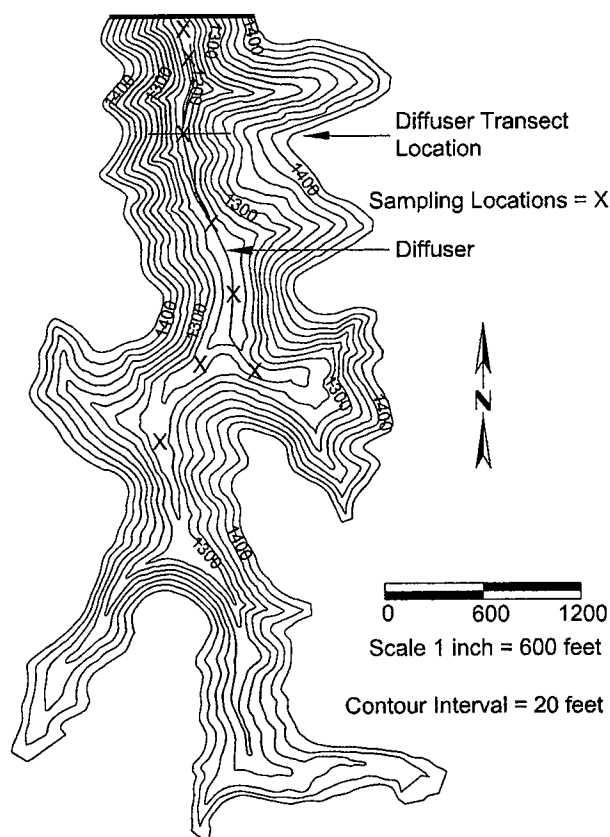 1300
1400
1400
1300
Diffuser Transect
Location
1400
Sampling Locations = X
1300
Diffuser
1400
1300
1300
1400
N
1400
1300
0 600 1200
Scale 1 inch = 600 feet
Contour Interval = 20 feet